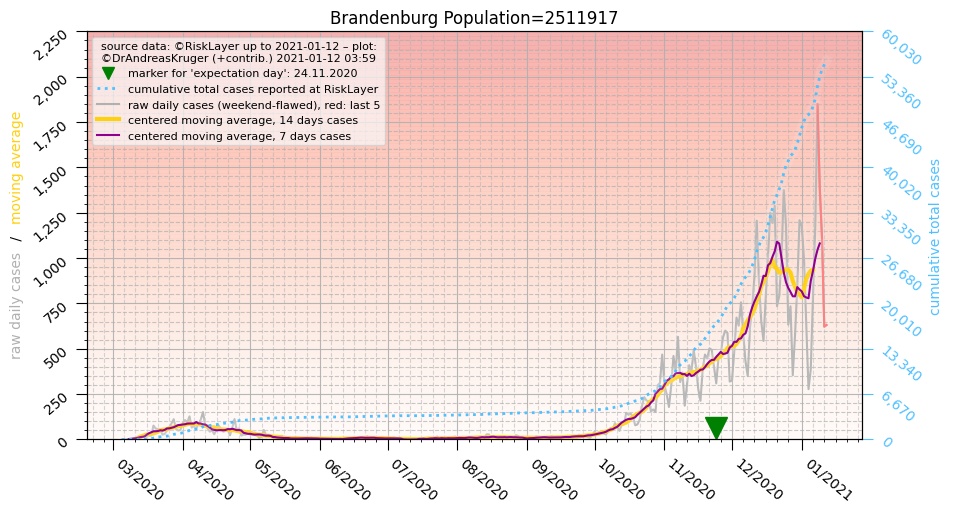 Brandenburg Population=2511917
source data: ©RiskLayer up to 2021-01-12 – plot:
©DrAndreasKruger (+contrib.) 2021-01-12 03:59
marker for 'expectation day': 24.11.2020
cumulative total cases reported at RiskLayer
raw daily cases (weekend-flawed), red: last 5
centered moving average, 14 days cases
centered moving average, 7 days cases
raw daily cases / moving average
2,250
2,000
1,750
1,500
1,250
1,000
750
500
250
0
60,030
53,360
46,690
40,020
33,350
26,680
20,010
13,340
6,670
0
cumulative total cases
03/2020 04/2020 05/2020 06/2020 07/2020 08/2020 09/2020 10/2020 11/2020 12/2020 01/2021